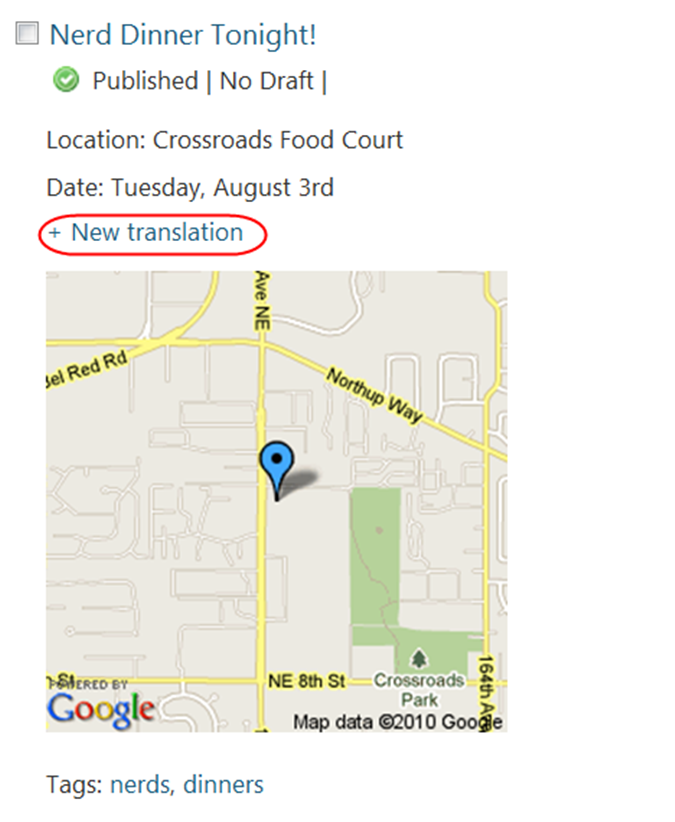 Nerd Dinner Tonight!
Published | No Draft |
Location: Crossroads Food Court
Date: Tuesday, August 3rd
+ New translation
Ave NE
Bel Red Rd
Northup Way
NE 8th St
Crossroads
Park
164th A
St
POWERED BY
Google
Map data ©2010 Google
Tags: nerds, dinners